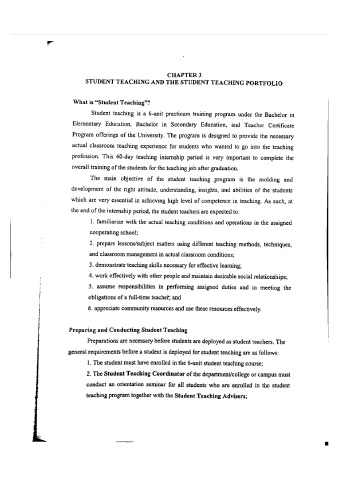 CHAPTER 3
STUDENT TEACHING AND THE STUDENT TEACHING PORTFOLIO
What is "Student Teaching"?
Student teaching is a 6-unit practicum training program under the Bachelor in
Elementary Education, Bachelor in Secondary Education, and Teacher Certificate
Program offerings of the University. The program is designed to provide the necessary
actual classroom teaching experience for students who wanted to go into the teaching
profession. This 60-day teaching internship period is very important to complete the
overall training of the students for the teaching job after graduation.
The main objective of the student teaching program is the molding and
development of the right attitude, understanding, insights, and abilities of the students
which are very essential in achieving high level of competence in teaching. As such, at
the end of the internship period, the student teachers are expected to:
1. familiarize with the actual teaching conditions and operations in the assigned
cooperating school;
2. prepare lessons/subject matters using different teaching methods, techniques,
and classroom management in actual classroom conditions;
3. demonstrate teaching skills necessary for effective learning;
4. work effectively with other people and maintain desirable social relationships;
5. assume responsibilities in performing assigned duties and in meeting the
obligations of a full-time teacher; and
6. appreciate community resources and use these resources effectively.
Preparing and Conducting Student Teaching
Preparations are necessary before students are deployed as student teachers. The
general requirements before a student is deployed for student teaching are as follows:
1. The student must have enrolled in the 6-unit student teaching course;
2. The Student Teaching Coordinator of the department/college or campus must
conduct an orientation seminar for all students who are enrolled in the student
teaching program together with the Student Teaching Advisers;